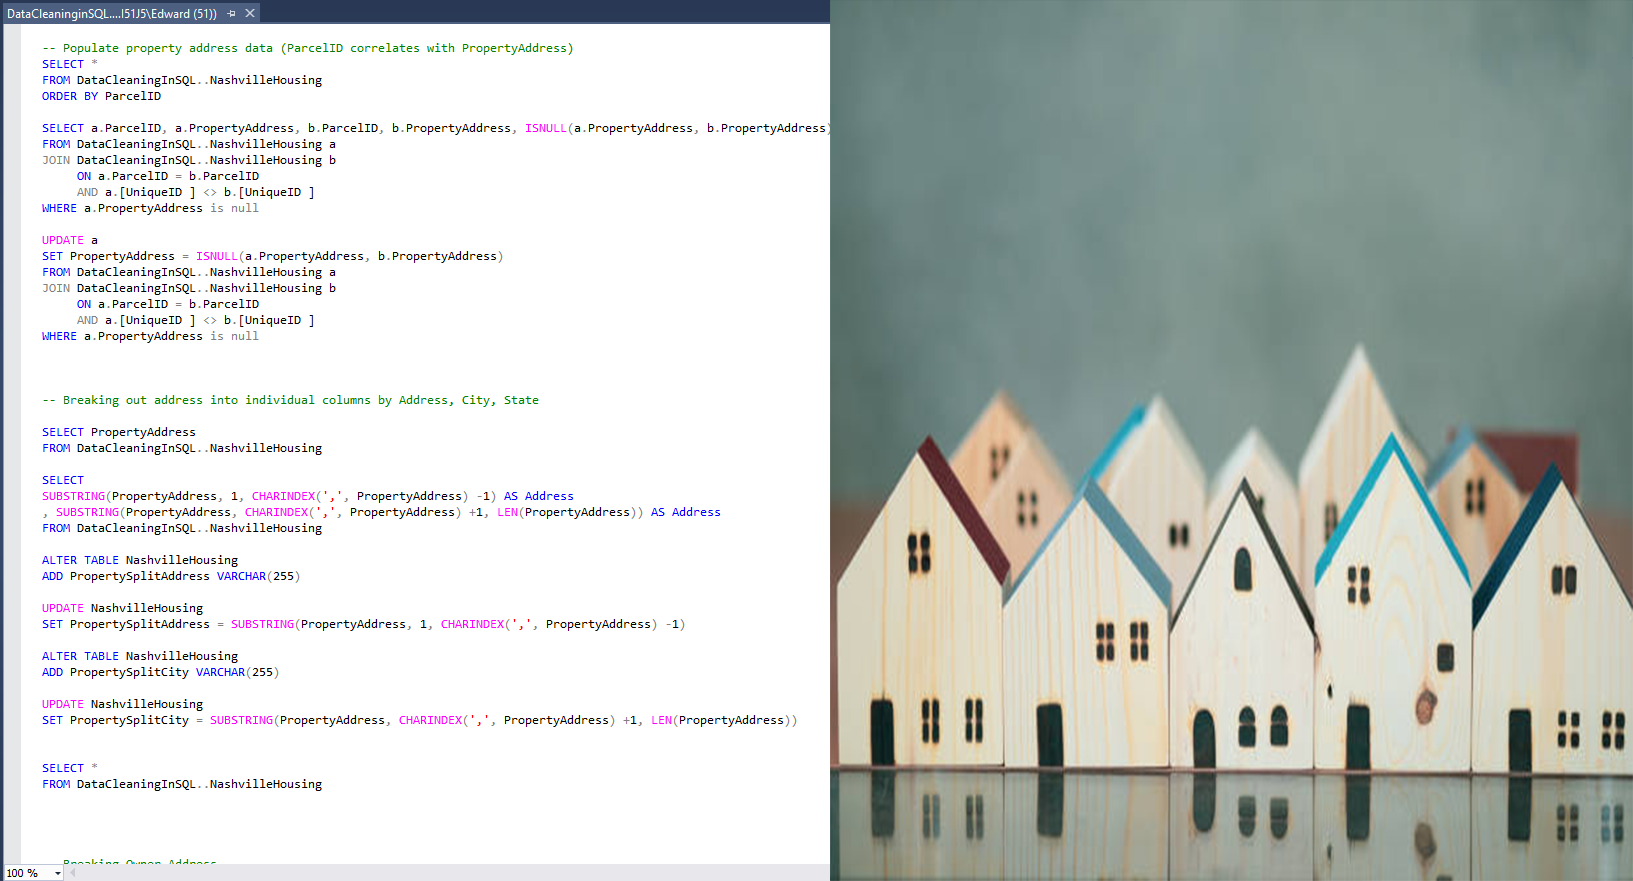 DataCleaninginSQL....I51J5\Edward (51))
-- Populate property address data (ParcelID correlates with PropertyAddress)
SELECT *
FROM DataCleaningInSQL..NashvilleHousing
ORDER BY ParcelID
SELECT a.ParcelID, a.PropertyAddress, b.ParcelID, b.PropertyAddress, ISNULL(a.PropertyAddress, b.PropertyAddress)
FROM DataCleaningInSQL..NashvilleHousing a
JOIN DataCleaningInSQL..NashvilleHousing b
ON a.ParcelID = b.ParcelID
AND a.[UniqueID ] <> b.[UniqueID ]
WHERE a.PropertyAddress is null
UPDATE a
SET PropertyAddress = ISNULL(a.PropertyAddress, b.PropertyAddress)
FROM DataCleaningInSQL..NashvilleHousing a
JOIN DataCleaningInSQL..NashvilleHousing b
ON a.ParcelID = b.ParcelID
AND a.[UniqueID ] <> b.[UniqueID ]
WHERE a.PropertyAddress is null
-- Breaking out address into individual columns by Address, City, State
SELECT PropertyAddress
FROM DataCleaningInSQL..NashvilleHousing
SELECT
SUBSTRING(PropertyAddress, 1, CHARINDEX(',', PropertyAddress) -1) AS Address
, SUBSTRING(PropertyAddress, CHARINDEX(',', PropertyAddress) +1, LEN(PropertyAddress)) AS Address
FROM DataCleaningInSQL..NashvilleHousing
ALTER TABLE NashvilleHousing
ADD PropertySplitAddress VARCHAR(255)
UPDATE NashvilleHousing
SET PropertySplitAddress = SUBSTRING(PropertyAddress, 1, CHARINDEX(',', PropertyAddress) -1)
ALTER TABLE NashvilleHousing
ADD PropertySplitCity VARCHAR(255)
UPDATE NashvilleHousing
SET PropertySplitCity = SUBSTRING(PropertyAddress, CHARINDEX(',', PropertyAddress) +1, LEN(PropertyAddress))
SELECT *
FROM DataCleaningInSQL..NashvilleHousing
Breaking Owner Address
100 %